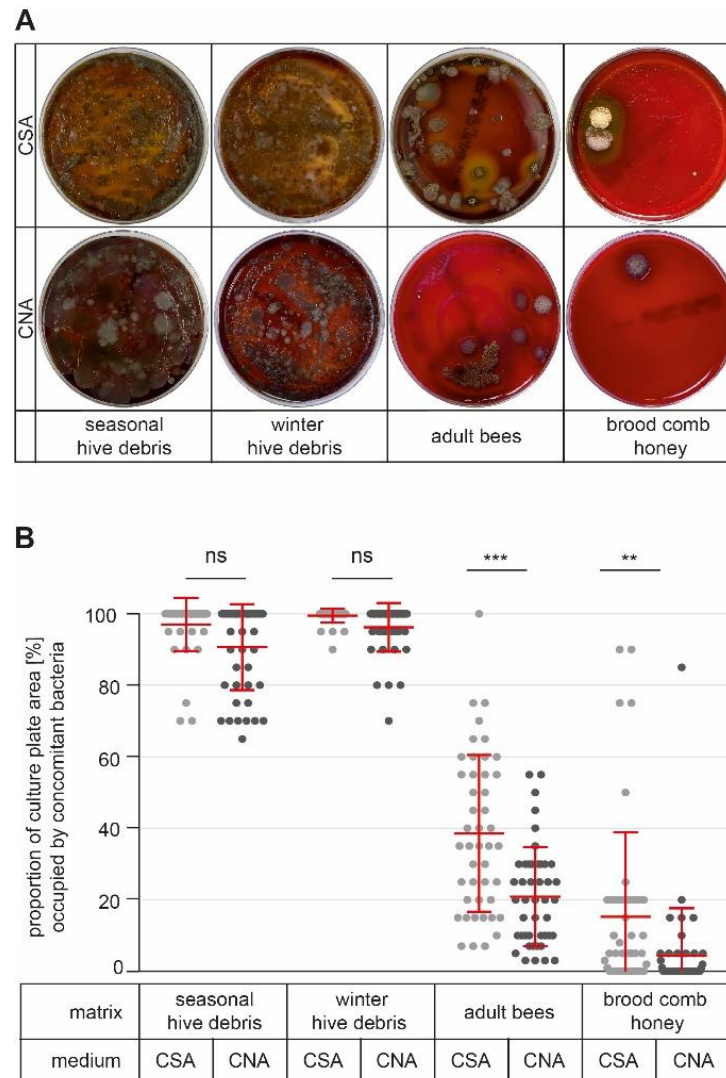 A
CSA
CNA
seasonal
hive debris
winter
hive debris
adult bees
brood comb
honey
B
ns
ns
***
**
proportion of culture plate area [%]
occupied by concomitant bacteria
100
80
60
40
20
0
matrix
seasonal
hive debris
winter
hive debris
adult bees
brood comb
honey
medium
CSA
CNA
CSA
CNA
CSA
CNA
CSA
CNA